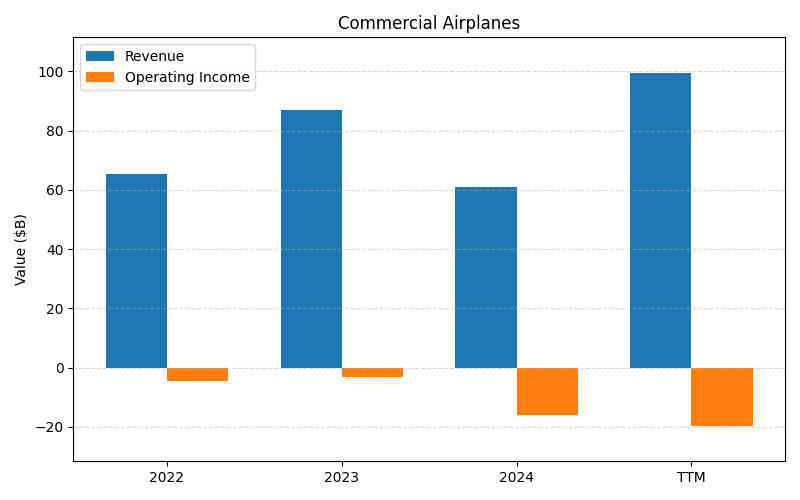 Commercial Airplanes
Revenue
Operating Income
Value ($B)
100
80
60
40
20
0
−20
2022 2023 2024 TTM